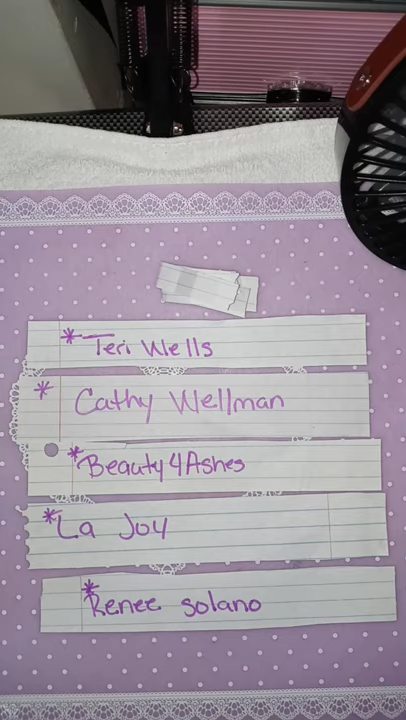 * Teri Wells
* Cathy Wellman
* Beauty4Ashes
* La Joy
* Renee Solano